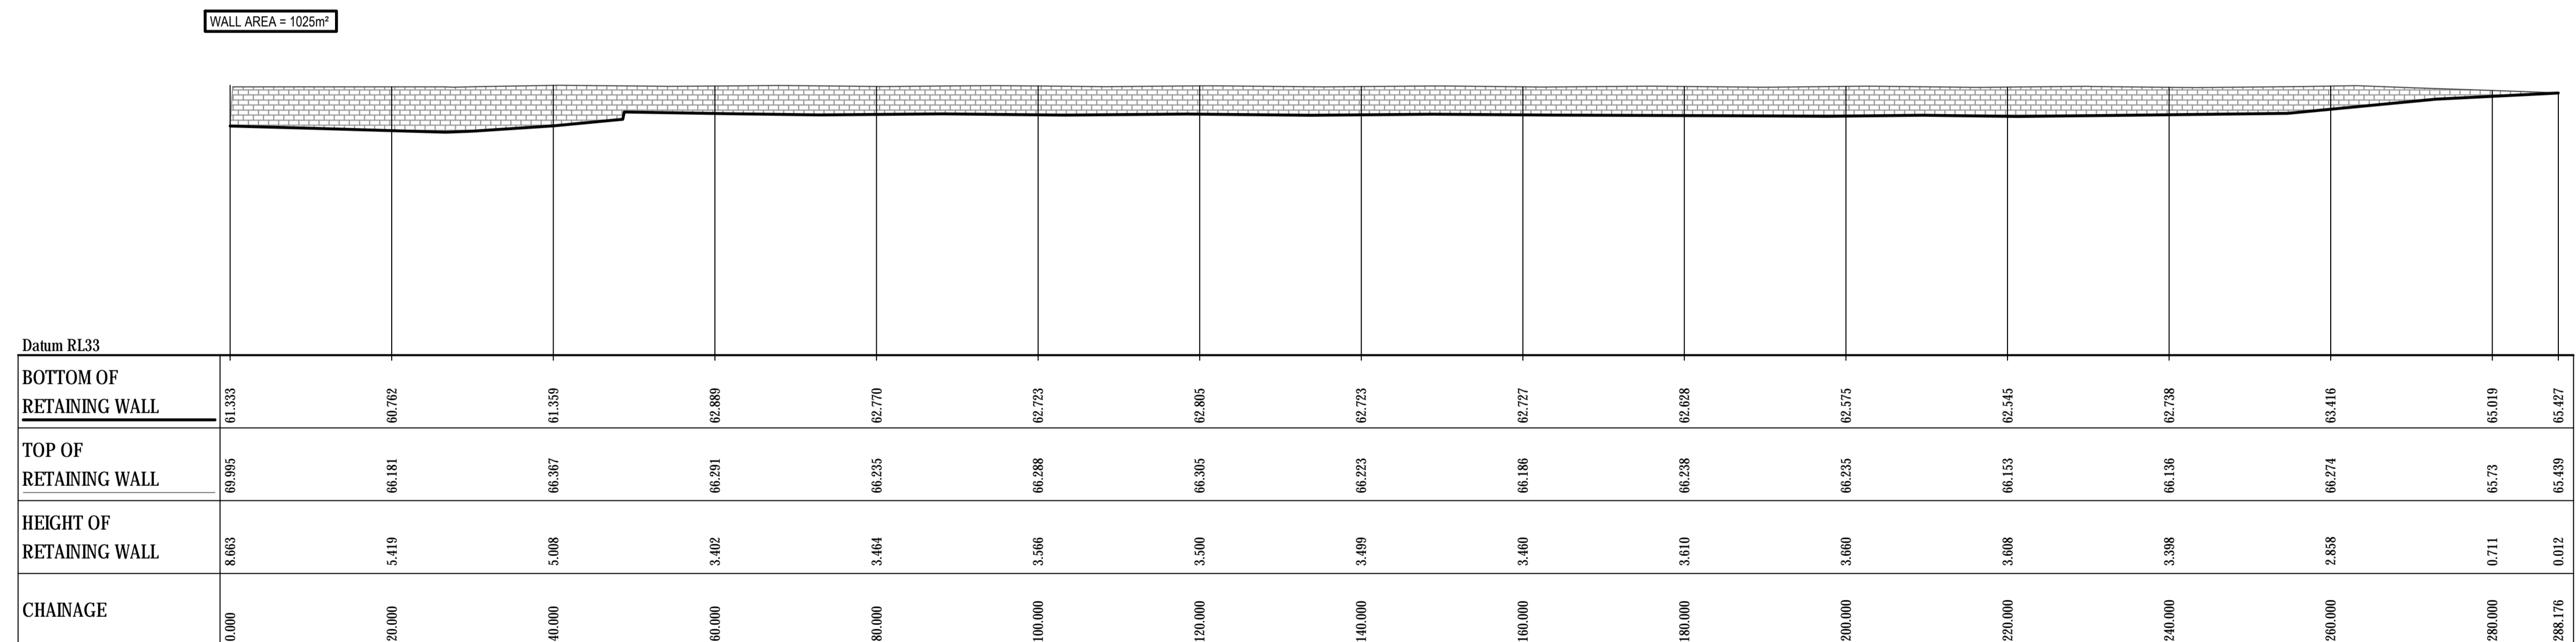 WALL AREA = 1025m²
Datum RL33
BOTTOM OF
RETAINING WALL
61.333 60.762 61.359 62.889 62.770 62.723 62.805 62.723 62.727 62.628 62.575 62.545 62.738 63.416 65.019 65.427
TOP OF
RETAINING WALL
69.995 66.181 66.367 66.291 66.235 66.288 66.305 66.223 66.186 66.238 66.235 66.153 66.136 66.274 65.73 65.439
HEIGHT OF
RETAINING WALL
8.663 5.419 5.008 3.402 3.464 3.566 3.500 3.499 3.460 3.610 3.660 3.608 3.398 2.858 0.711 0.012
CHAINAGE
0.000 20.000 40.000 60.000 80.000 100.000 120.000 140.000 160.000 180.000 200.000 220.000 240.000 260.000 280.000 288.176